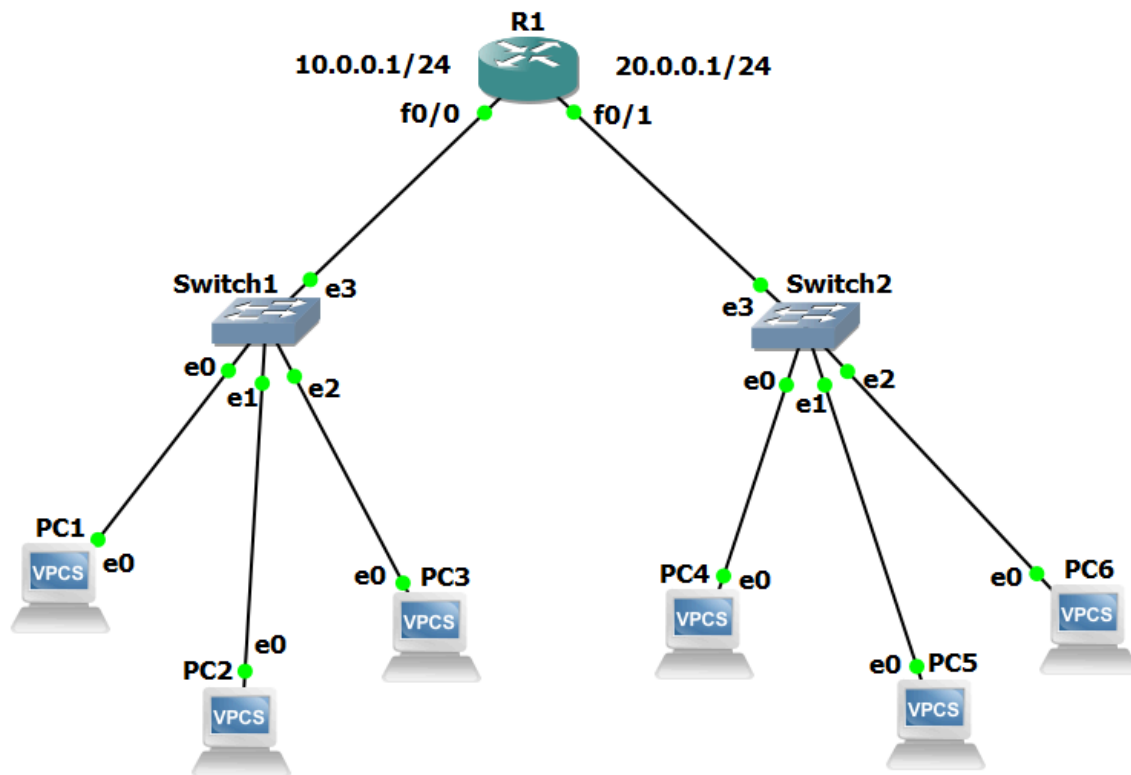 R1
10.0.0.1/24 20.0.0.1/24
f0/0 f0/1
Switch1 e3
e3 Switch2
e0 e1 e2
e0 e1 e2
PC1 e0
VPCS
e0 PC3
VPCS
PC2 e0
VPCS
PC4 e0
VPCS
e0 PC6
VPCS
e0 PC5
VPCS